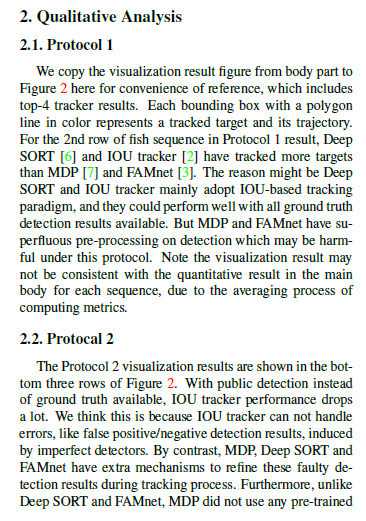 2. Qualitative Analysis
2.1. Protocol 1
We copy the visualization result figure from body part to
Figure 2 here for convenience of reference, which includes
top-4 tracker results. Each bounding box with a polygon
line in color represents a tracked target and its trajectory.
For the 2nd row of fish sequence in Protocol 1 result, Deep
SORT [6] and IOU tracker [2] have tracked more targets
than MDP [7] and FAMnet [3]. The reason might be Deep
SORT and IOU tracker mainly adopt IOU-based tracking
paradigm, and they could perform well with all ground truth
detection results available. But MDP and FAMnet have su-
perfluous pre-processing on detection which may be harm-
ful under this protocol. Note the visualization result may
not be consistent with the quantitative result in the main
body for each sequence, due to the averaging process of
computing metrics.
2.2. Protocal 2
The Protocol 2 visualization results are shown in the bot-
tom three rows of Figure 2. With public detection instead
of ground truth available, IOU tracker performance drops
a lot. We think this is because IOU tracker can not handle
errors, like false positive/negative detection results, induced
by imperfect detectors. By contrast, MDP, Deep SORT and
FAMnet have extra mechanisms to refine these faulty de-
tection results during tracking process. Furthermore, unlike
Deep SORT and FAMnet, MDP did not use any pre-trained